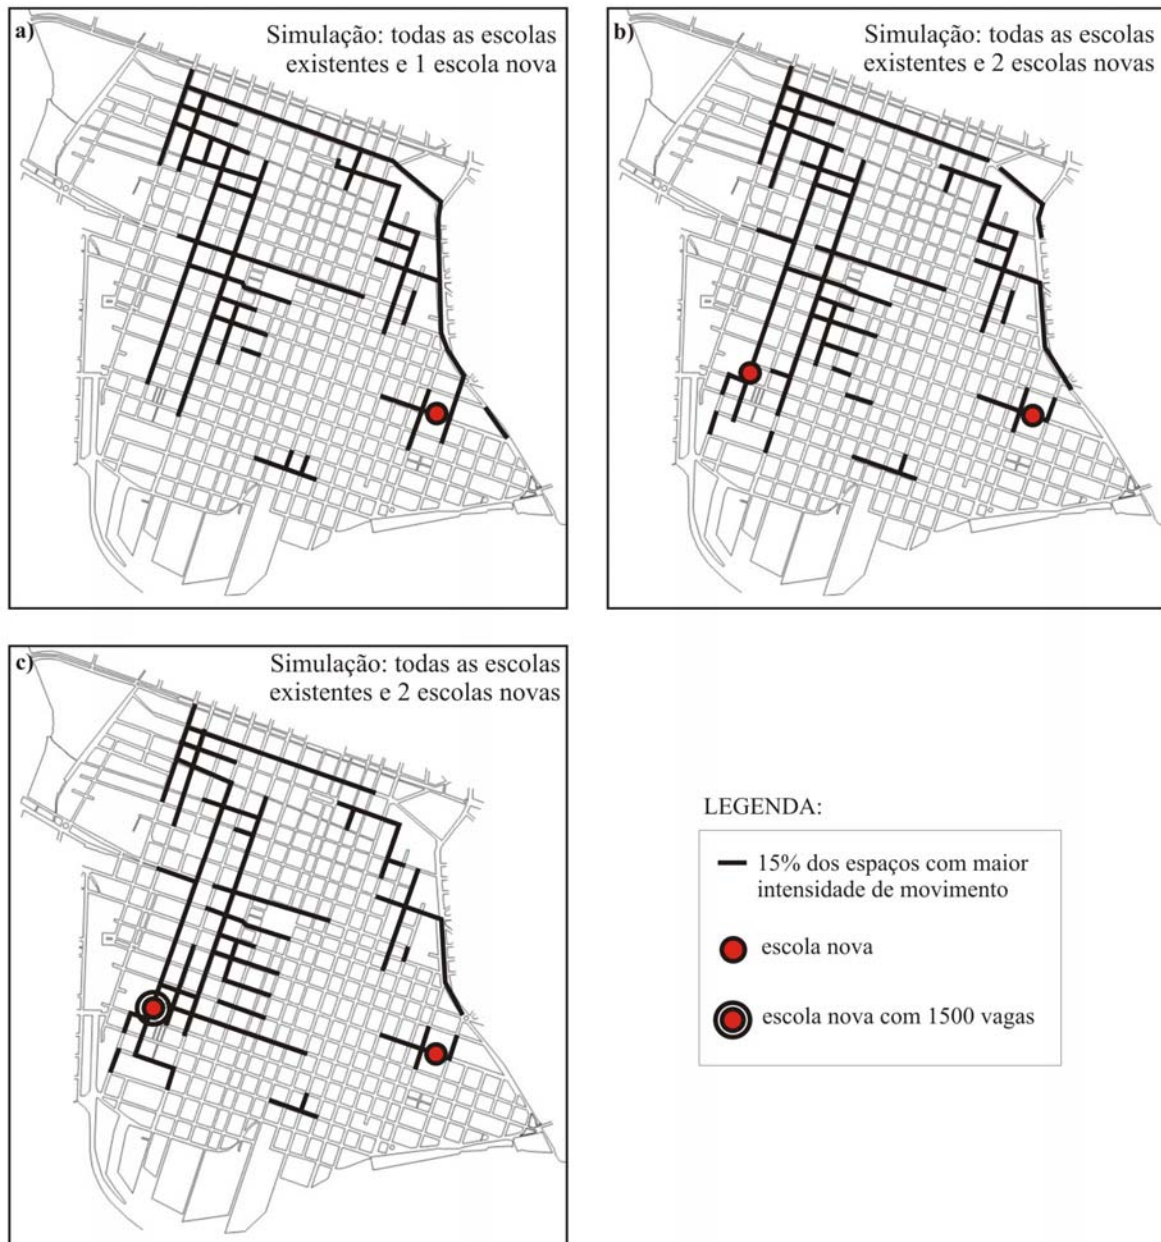 a)
Simulação: todas as escolas
existentes e 1 escola nova
b)
Simulação: todas as escolas
existentes e 2 escolas novas
c)
Simulação: todas as escolas
existentes e 2 escolas novas
LEGENDA:
15% dos espaços com maior
intensidade de movimento
escola nova
escola nova com 1500 vagas